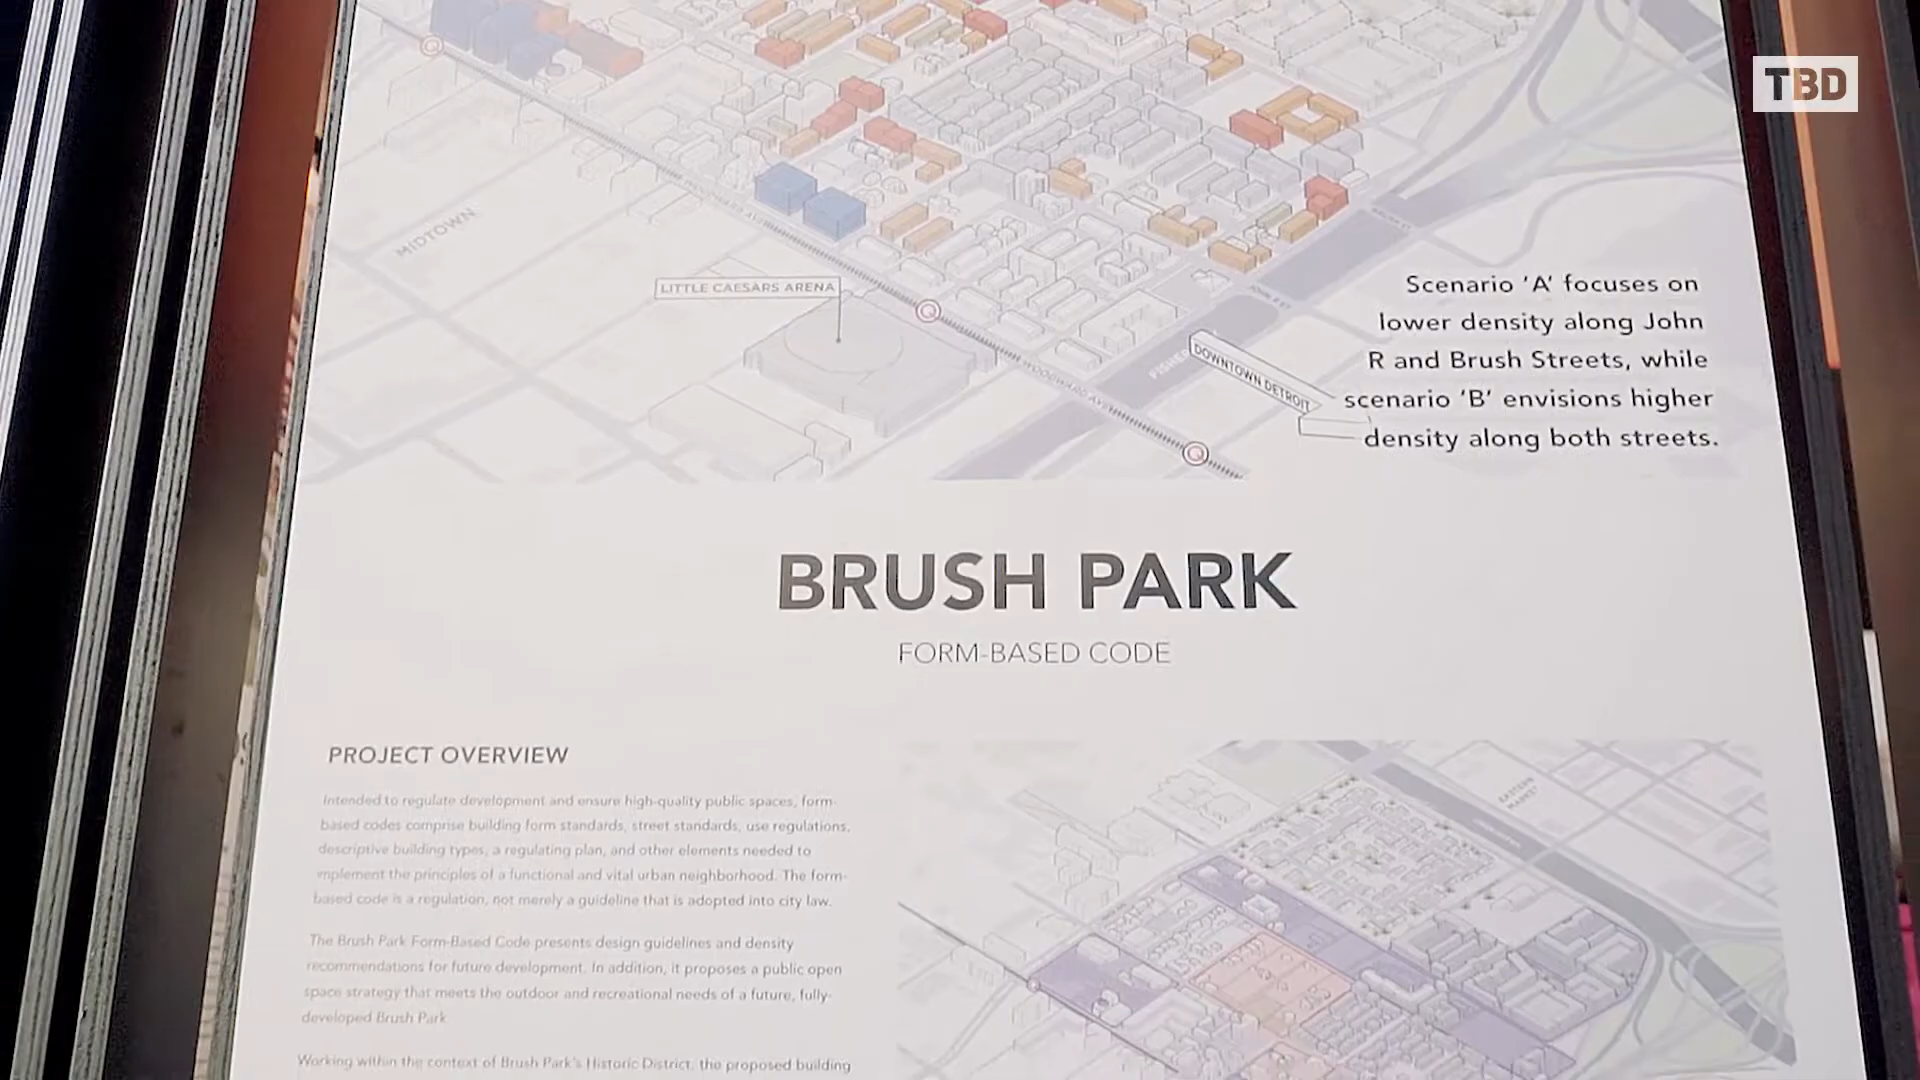 TBD
MIDTOWN
LITTLE CAESARS ARENA
WOODWARD AVE
DOWNTOWN DETROIT
Scenario 'A' focuses on
lower density along John
R and Brush Streets, while
scenario 'B' envisions higher
density along both streets.
BRUSH PARK
FORM-BASED CODE
PROJECT OVERVIEW
Intended to regulate development and ensure high-quality public spaces, form-
based codes comprise building form standards, street standards, use regulations,
descriptive building types, a regulating plan, and other elements needed to
implement the principles of a functional and vital urban neighborhood. The form-
based code is a regulation, not merely a guideline that is adopted into city law.
The Brush Park Form-Based Code presents design guidelines and density
recommendations for future development. In addition, it proposes a public open
space strategy that meets the outdoor and recreational needs of a future, fully-
developed Brush Park
Working within the context of Brush Park's Historic District, the proposed building
EASTERN
MARKET